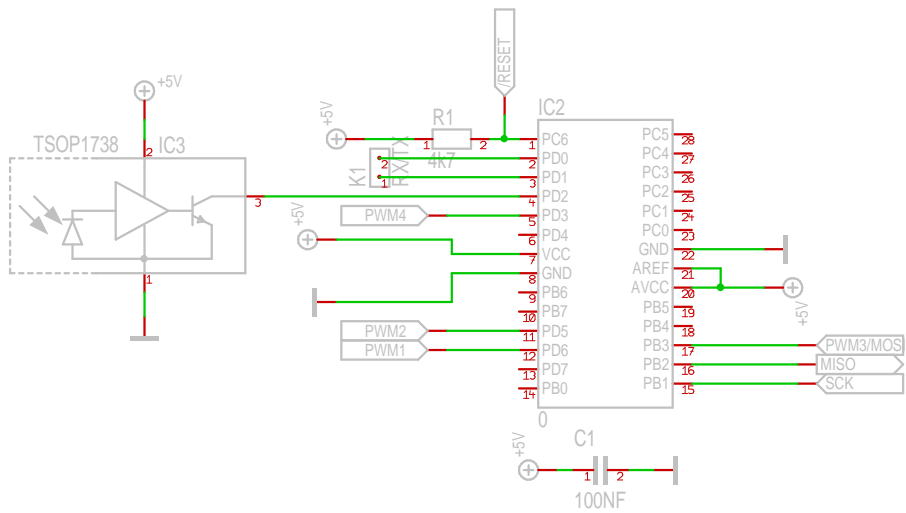 /RESET
+5V
TSOP1738 IC3
2
3
1
+5V
R1
1 2
4k7
K1
RX/TX
2
1
+5V
PWM4
PWM2
PWM1
IC2
1 PC6
2 PD0
3 PD1
4 PD2
5 PD3
6 PD4
7 VCC
8 GND
9 PB6
10 PB7
11 PD5
12 PD6
13 PD7
14 PB0
PC5 28
PC4 27
PC3 26
PC2 25
PC1 24
PC0 23
GND 22
AREF 21
AVCC 20
PB5 19
PB4 18
PB3 17
PB2 16
PB1 15
+5V
PWM3/MOSI
MISO
SCK
0
+5V
C1
1 2
100NF